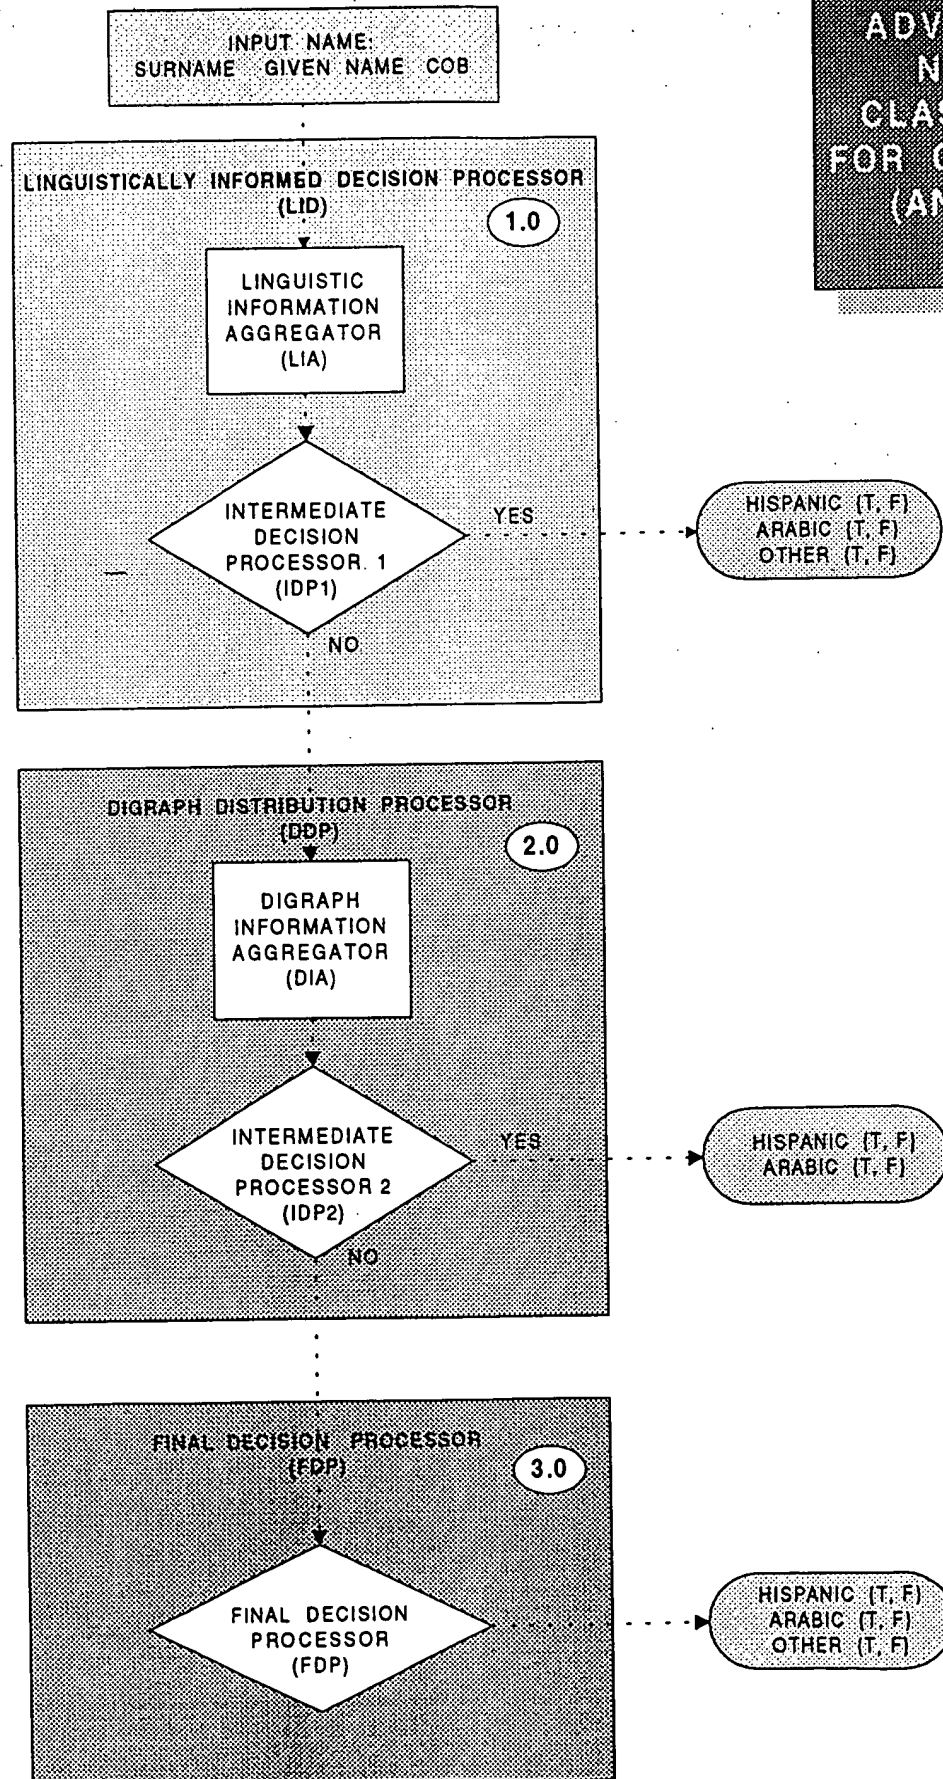 INPUT NAME:
SURNAME GIVEN NAME COB
LINGUISTICALLY INFORMED DECISION PROCESSOR
(LID)
1.0
LINGUISTIC
INFORMATION
AGGREGATOR
(LIA)
INTERMEDIATE
DECISION
PROCESSOR. 1
(IDP1)
YES
NO
HISPANIC (T, F)
ARABIC (T, F)
OTHER (T, F)
DIGRAPH DISTRIBUTION PROCESSOR
(DDP)
2.0
DIGRAPH
INFORMATION
AGGREGATOR
(DIA)
INTERMEDIATE
DECISION
PROCESSOR 2
(IDP2)
YES
NO
HISPANIC (T, F)
ARABIC (T, F)
FINAL DECISION PROCESSOR
(FDP)
3.0
FINAL DECISION
PROCESSOR
(FDP)
HISPANIC (T, F)
ARABIC (T, F)
OTHER (T, F)
FOR